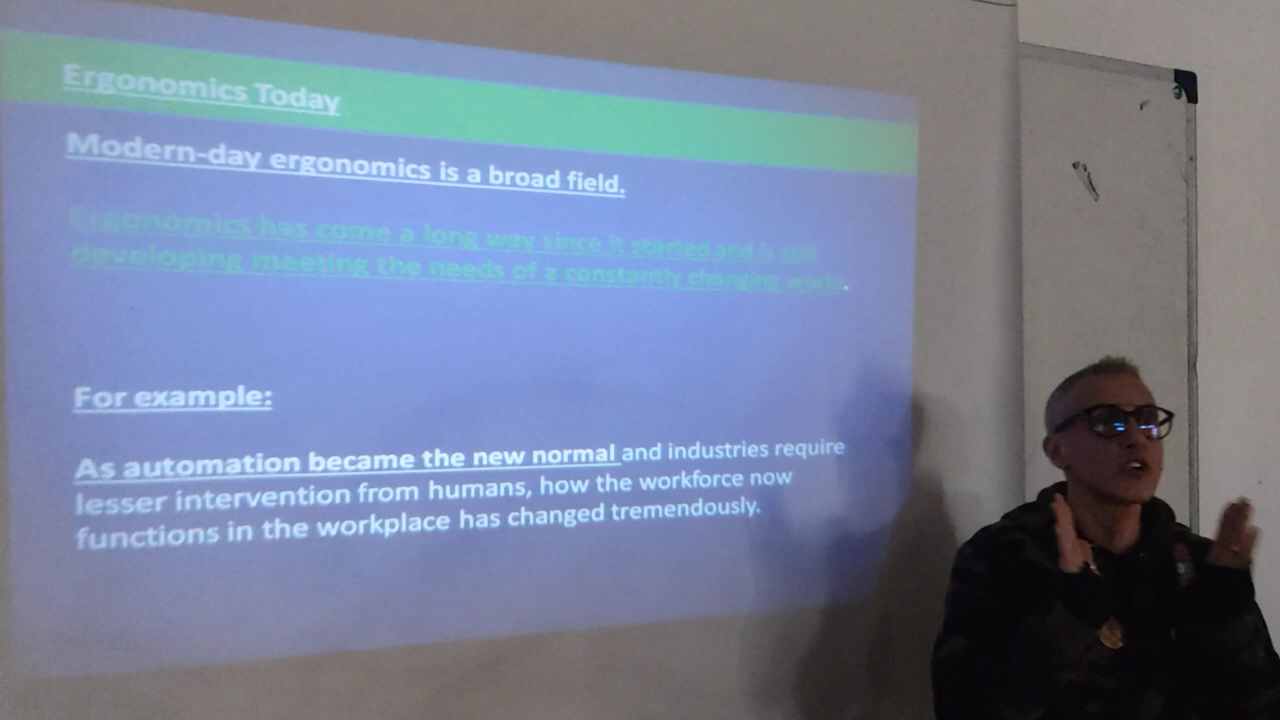 Ergonomics Today
Modern-day ergonomics is a broad field.
Ergonomics has come a long way since it started and is still
developing meeting the needs of a constantly changing world.
For example:
As automation became the new normal and industries require
lesser intervention from humans, how the workforce now
functions in the workplace has changed tremendously.